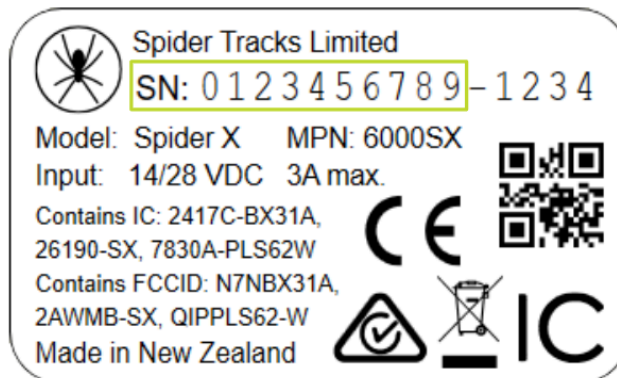 Spider Tracks Limited
SN: 0123456789-1234
Model: Spider X MPN: 6000SX
Input: 14/28 VDC 3A max.
Contains IC: 2417C-BX31A,
26190-SX, 7830A-PLS62W
Contains FCCID: N7NBX31A,
2AWMB-SX, QIPPLS62-W
Made in New Zealand
CE
IC